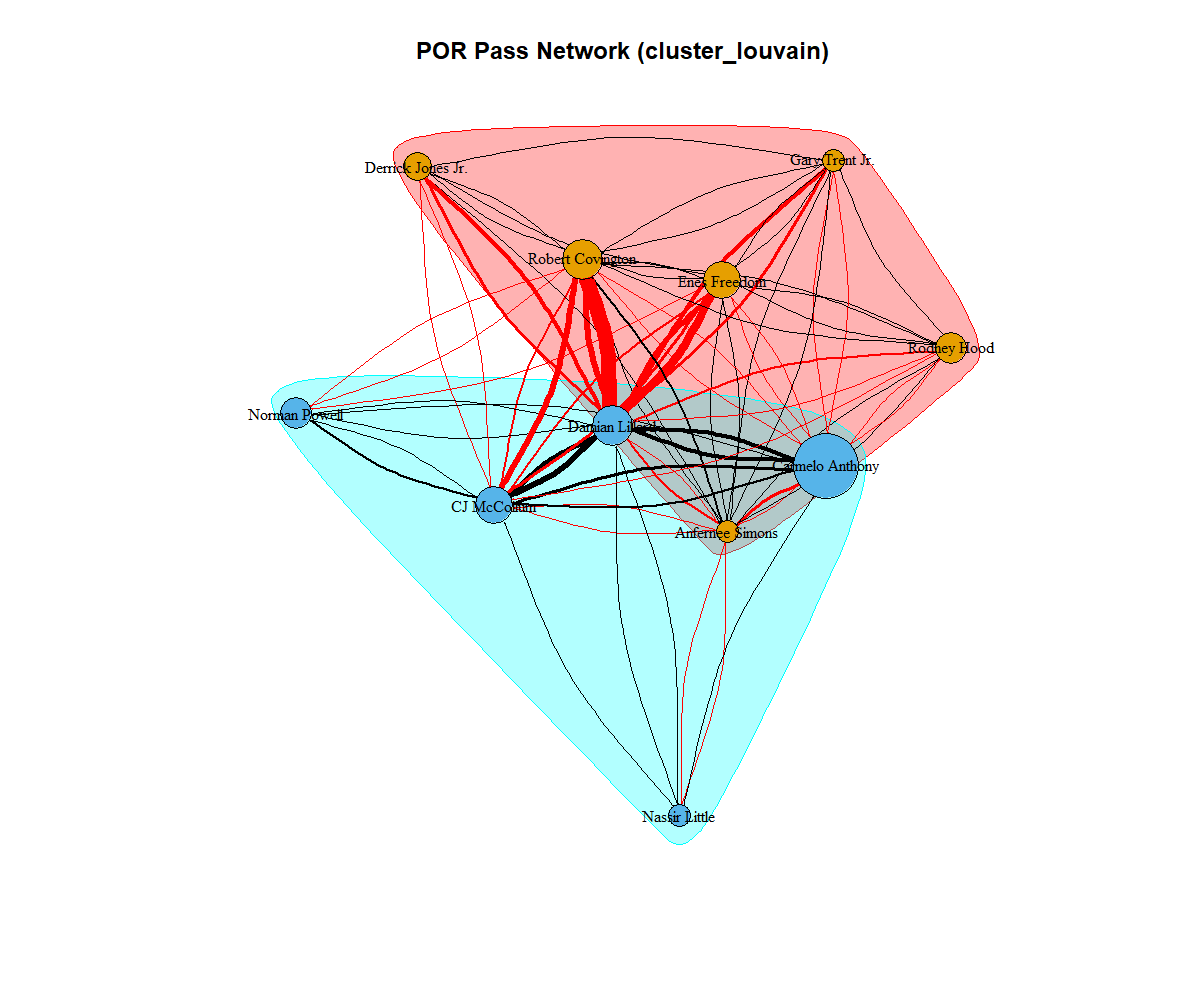 POR Pass Network (cluster_louvain)
Gary Trent Jr.
Derrick Jones Jr.
Robert Covington
Enes Freedom
Rodney Hood
Norman Powell
Damian Lillard
Carmelo Anthony
CJ McCollum
Anfernee Simons
Nassir Little